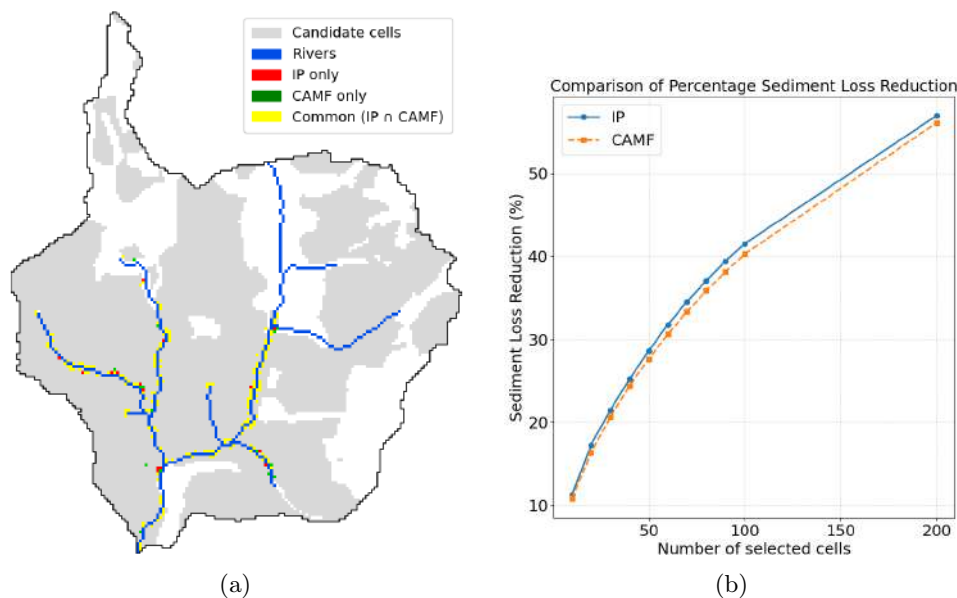 Candidate cells
Rivers
IP only
CAMF only
Common (IP ∩ CAMF)
(a)
Comparison of Percentage Sediment Loss Reduction
IP
CAMF
Sediment Loss Reduction (%)
50
40
30
20
10
50
100
150
200
Number of selected cells
(b)